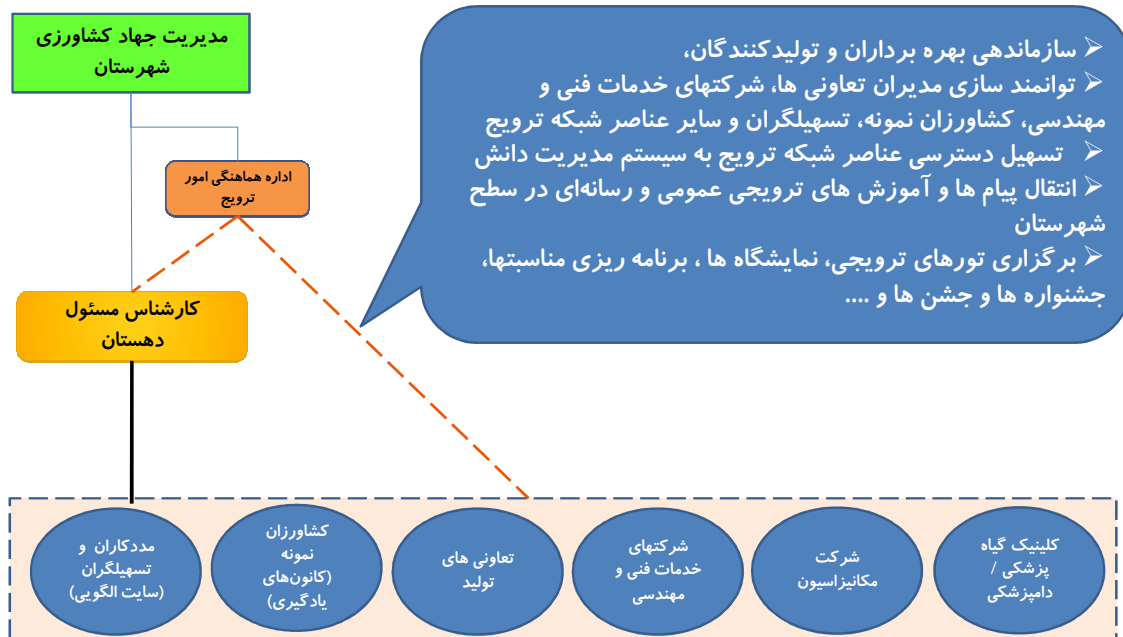 مدیریت جهاد کشاورزی
شهرستان
➢ سازماندهی بهره برداران و تولیدکنندگان،
➢ توانمند سازی مدیران تعاونی ها، شرکتهای خدمات فنی و
مهندسی، کشاورزان نمونه، تسهیلگران و سایر عناصر شبکه ترویج
➢ تسهیل دسترسی عناصر شبکه ترویج به سیستم مدیریت دانش
➢ انتقال پیام ها و آموزش های ترویجی عمومی و رسانه‌ای در سطح
شهرستان
➢ برگزاری تورهای ترویجی، نمایشگاه ها ، برنامه ریزی مناسبتها،
جشنواره ها و جشن ها و ....
اداره هماهنگی امور
ترویج
کارشناس مسئول
دهستان
کلینیک گیاه
پزشکی /
دامپزشکی
شرکت
مکانیزاسیون
شرکتهای
خدمات فنی و
مهندسی
تعاونی های
تولید
کشاورزان
نمونه
(کانون‌های
یادگیری)
مددکاران و
تسهیلگران
(سایت الگویی)